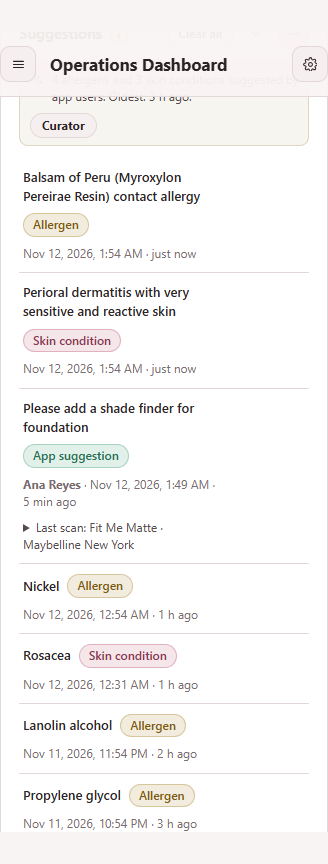 Suggestions
Clear all
Operations Dashboard
app users. Oldest: 3 h ago.
Curator
Balsam of Peru (Myroxylon
Pereirae Resin) contact allergy
Allergen
Nov 12, 2026, 1:54 AM · just now
Perioral dermatitis with very
sensitive and reactive skin
Skin condition
Nov 12, 2026, 1:54 AM · just now
Please add a shade finder for
foundation
App suggestion
Ana Reyes · Nov 12, 2026, 1:49 AM ·
5 min ago
▶ Last scan: Fit Me Matte ·
Maybelline New York
Nickel Allergen
Nov 12, 2026, 12:54 AM · 1 h ago
Rosacea Skin condition
Nov 12, 2026, 12:31 AM · 1 h ago
Lanolin alcohol Allergen
Nov 11, 2026, 11:54 PM · 2 h ago
Propylene glycol Allergen
Nov 11, 2026, 10:54 PM · 3 h ago